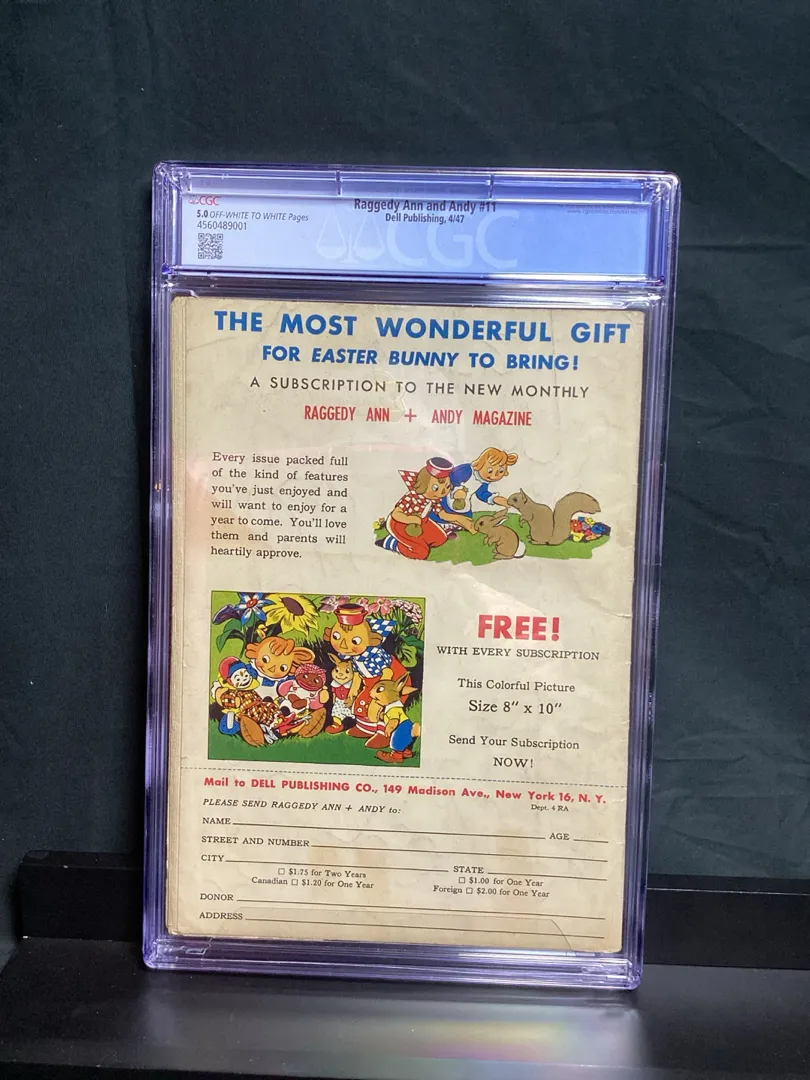 CGC
Raggedy Ann and Andy #11
5.0 OFF-WHITE TO WHITE Pages
Dell Publishing, 4/47
4560489001
CGC
THE MOST WONDERFUL GIFT
FOR EASTER BUNNY TO BRING!
A SUBSCRIPTION TO THE NEW MONTHLY
RAGGEDY ANN + ANDY MAGAZINE
Every issue packed full
of the kind of features
you've just enjoyed and
will want to enjoy for a
year to come. You'll love
them and parents will
heartily approve.
FREE!
WITH EVERY SUBSCRIPTION
This Colorful Picture
Size 8" x 10"
Send Your Subscription
NOW!
Mail to DELL PUBLISHING CO., 149 Madison Ave., New York 16, N. Y.
PLEASE SEND RAGGEDY ANN + ANDY to:
Dept. 4 RA
NAME AGE
STREET AND NUMBER
CITY STATE
□ $1.75 for Two Years □ $1.00 for One Year
Canadian □ $1.20 for One Year Foreign □ $2.00 for One Year
DONOR
ADDRESS